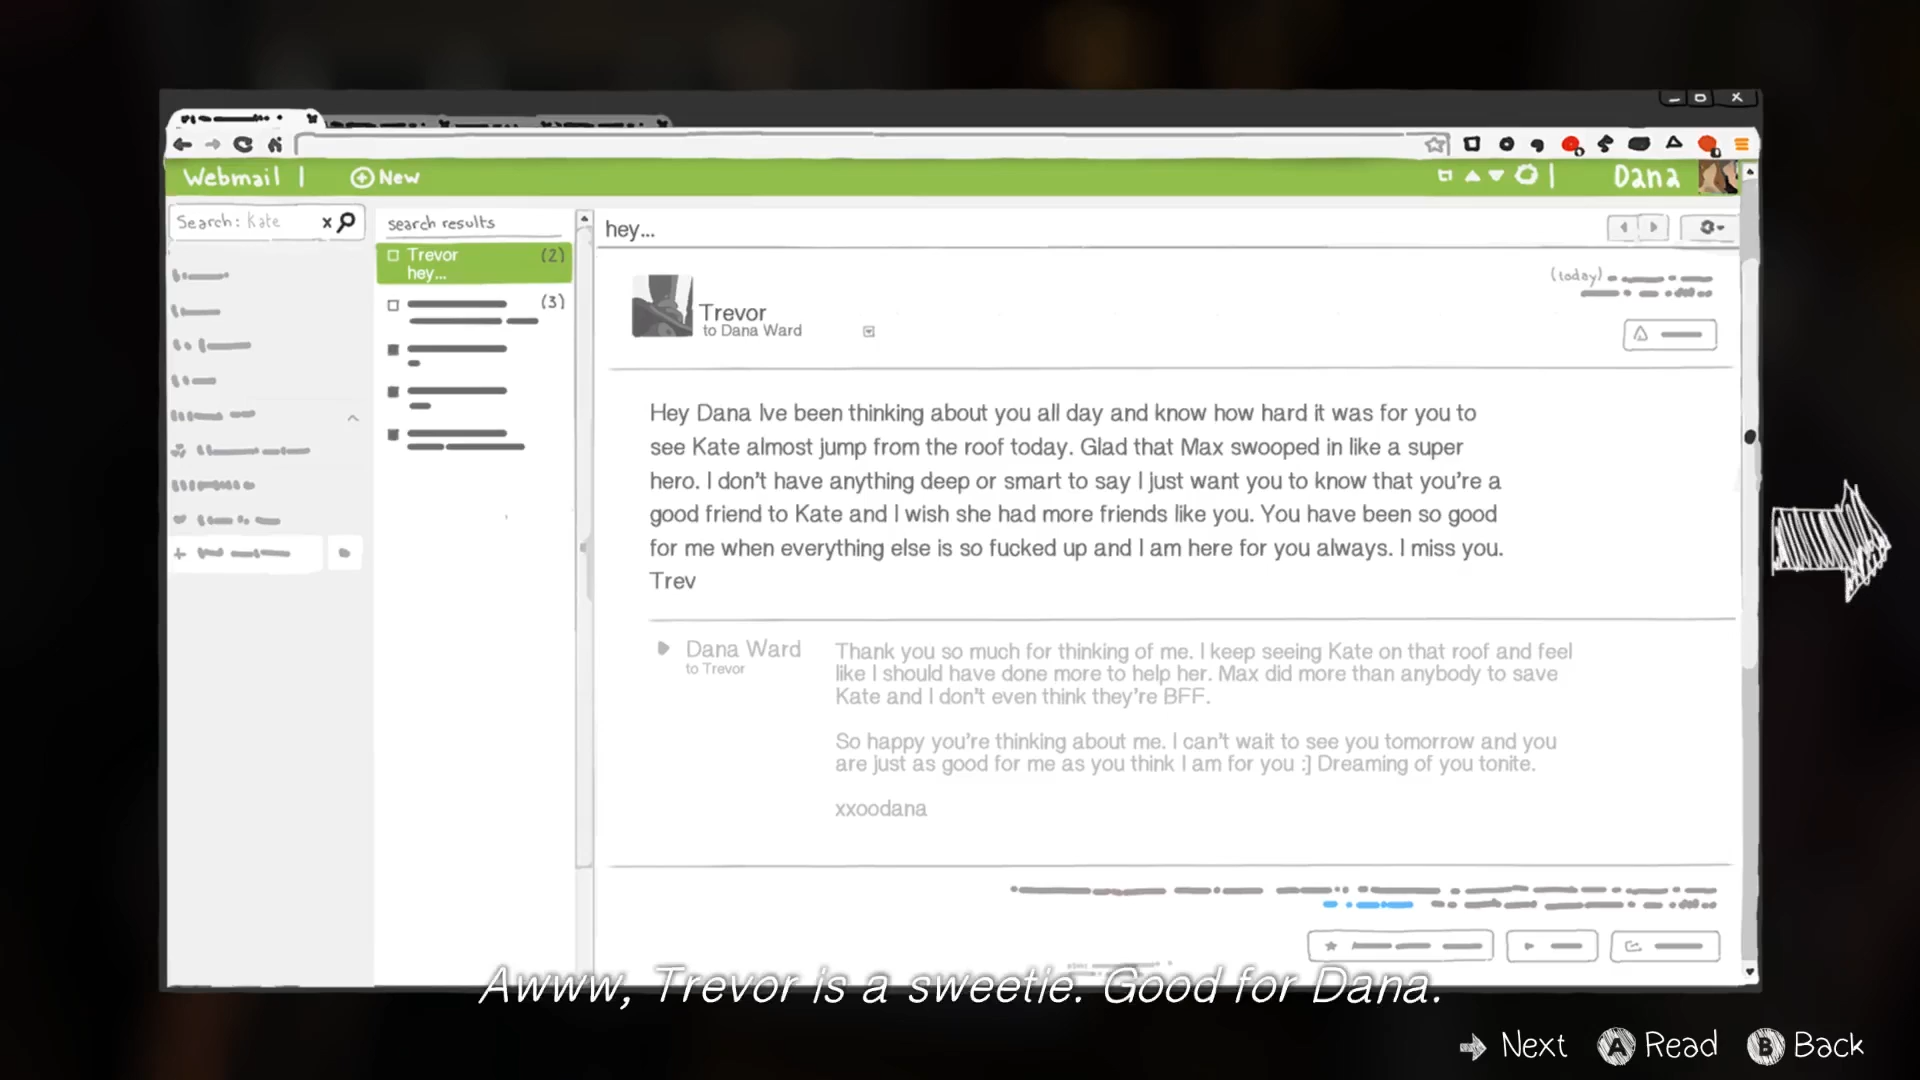 Webmail |
New
Dana
Search: Kate
x
search results
Trevor (2)
hey...
(3)
hey...
(today)
Trevor
to Dana Ward
Hey Dana Ive been thinking about you all day and know how hard it was for you to
see Kate almost jump from the roof today. Glad that Max swooped in like a super
hero. I don't have anything deep or smart to say I just want you to know that you're a
good friend to Kate and I wish she had more friends like you. You have been so good
for me when everything else is so fucked up and I am here for you always. I miss you.
Trev
Dana Ward
to Trevor
Thank you so much for thinking of me. I keep seeing Kate on that roof and feel
like I should have done more to help her. Max did more than anybody to save
Kate and I don't even think they're BFF.
So happy you're thinking about me. I can't wait to see you tomorrow and you
are just as good for me as you think I am for you :] Dreaming of you tonite.
xxoodana
Awww, Trevor is a sweetie. Good for Dana.
Next
A Read
B Back